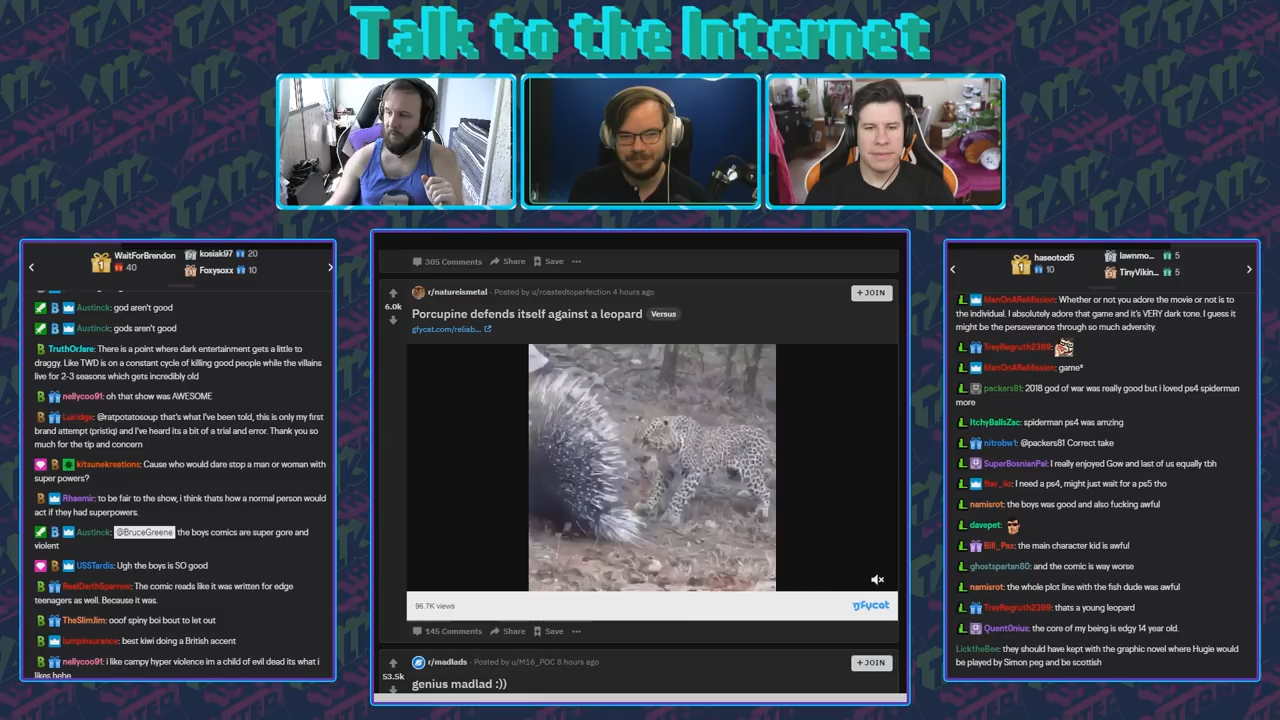 Talk to the Internet
WaitForBrendon
40
kosiak97 20
Foxysoxx 10
Austinck: god aren't good
Austinck: gods aren't good
TruthOrJare: There is a point where dark entertainment gets a little to
draggy. Like TWD is on a constant cycle of killing good people while the villains
live for 2-3 seasons which gets incredibly old
nellycoo91: oh that show was AWESOME
Lucidge: @ratpotatosoup that's what I've been told, this is only my first
brand attempt (pristiq) and I've heard its a bit of a trial and error. Thank you so
much for the tip and concern
kitsunekreations: Cause who would dare stop a man or woman with
super powers?
Rhaemir: to be fair to the show, i think thats how a normal person would
act if they had superpowers.
Austinck: @BruceGreene the boys comics are super gore and
violent
USSTardis: Ugh the boys is SO good
RealDarthSparrow: The comic reads like it was written for edge
teenagers as well. Because it was.
TheSlimJim: ooof spiny boi bout to let out
lumpinsurance: best kiwi doing a British accent
nellycoo91: i like campy hyper violence im a child of evil dead its what i
likes hehe
305 Comments Share Save
6.0k
r/natureismetal Posted by u/roastedtoperfection 4 hours ago
+JOIN
Porcupine defends itself against a leopard Versus
gfycat.com/reliab...
96.7K views
gfycat
145 Comments Share Save
53.5k
r/madlads Posted by u/M16_POC 8 hours ago
+JOIN
genius madlad :))
haseotod5
10
lawnmo... 5
TinyVikin... 5
ManOnAReMission: Whether or not you adore the movie or not is to
the individual. I absolutely adore that game and it's VERY dark tone. I guess it
might be the perseverance through so much adversity.
TreyRegruth2399:
ManOnAReMission: game*
packers81: 2018 god of war was really good but i loved ps4 spiderman
more
ItchyBallsZac: spiderman ps4 was amzing
nitrobw1: @packers81 Correct take
SuperBosnianPal: I really enjoyed Gow and last of us equally tbh
I need a ps4, might just wait for a ps5 tho
namisrot: the boys was good and also fucking awful
davepet:
Bill_Pax: the main character kid is awful
ghostspartan80: and the comic is way worse
namisrot: the whole plot line with the fish dude was awful
TreyRegruth2399: thats a young leopard
Quent0nius: the core of my being is edgy 14 year old.
LicktheBee: they should have kept with the graphic novel where Hugie would
be played by Simon peg and be scottish